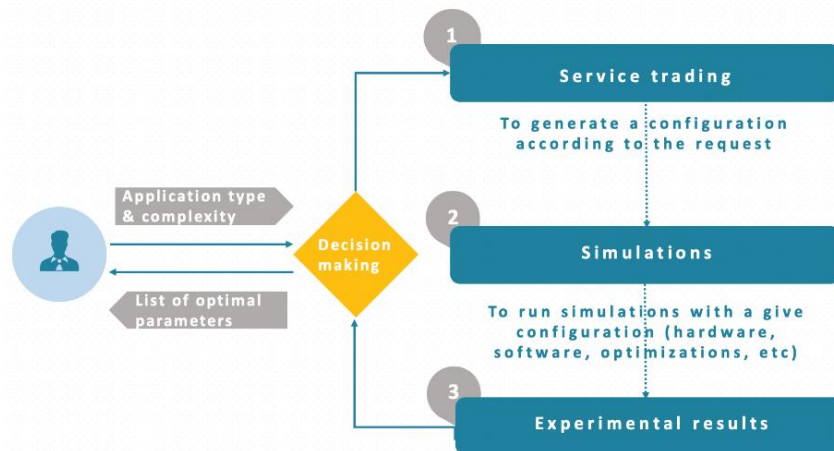 1
Service trading
To generate a configuration
according to the request
Application type
& complexity
Decision
making
List of optimal
parameters
2
Simulations
To run simulations with a give
configuration (hardware,
software, optimizations, etc)
3
Experimental results